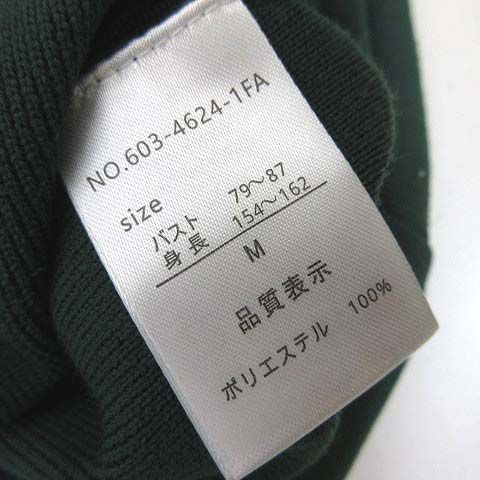 NO.603-4624-1FA
size
バスト 79～87
身長 154～162
M
品質表示
ポリエステル 100%